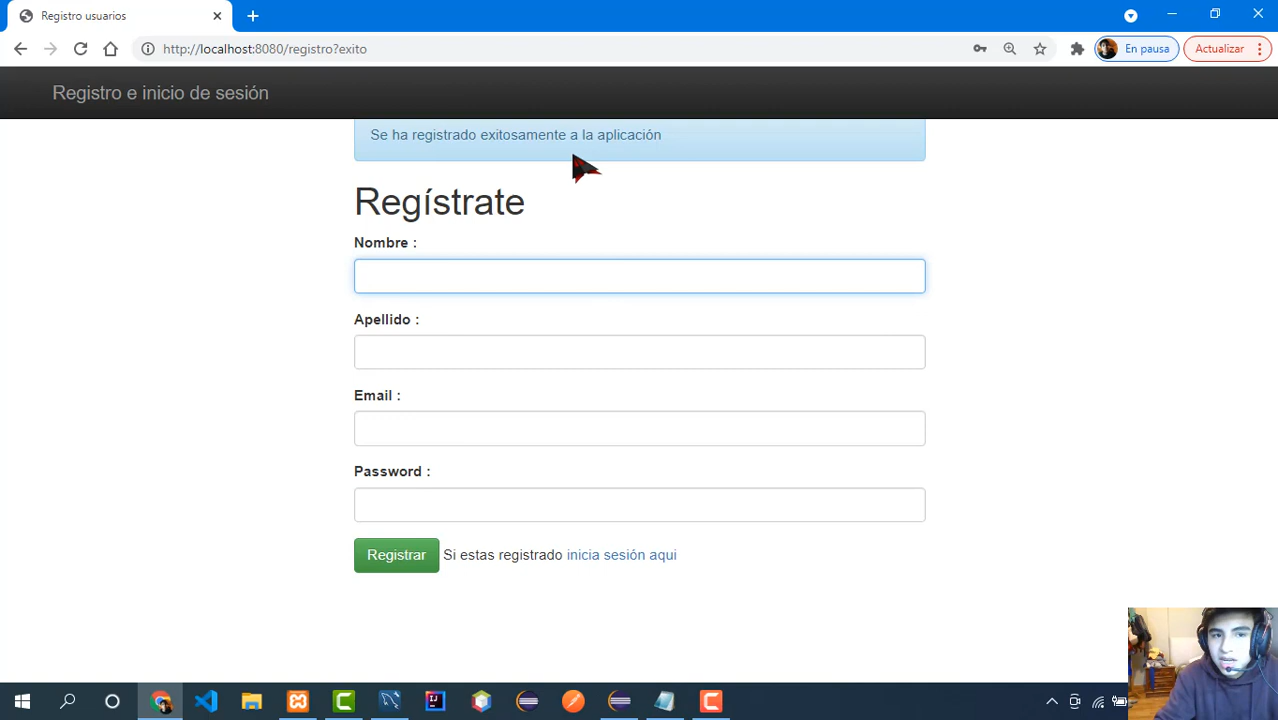 Registro usuarios
http://localhost:8080/registro?exito
En pausa
Actualizar
Registro e inicio de sesión
Se ha registrado exitosamente a la aplicación
Regístrate
Nombre :
Apellido :
Email :
Password :
Registrar Si estas registrado inicia sesión aqui